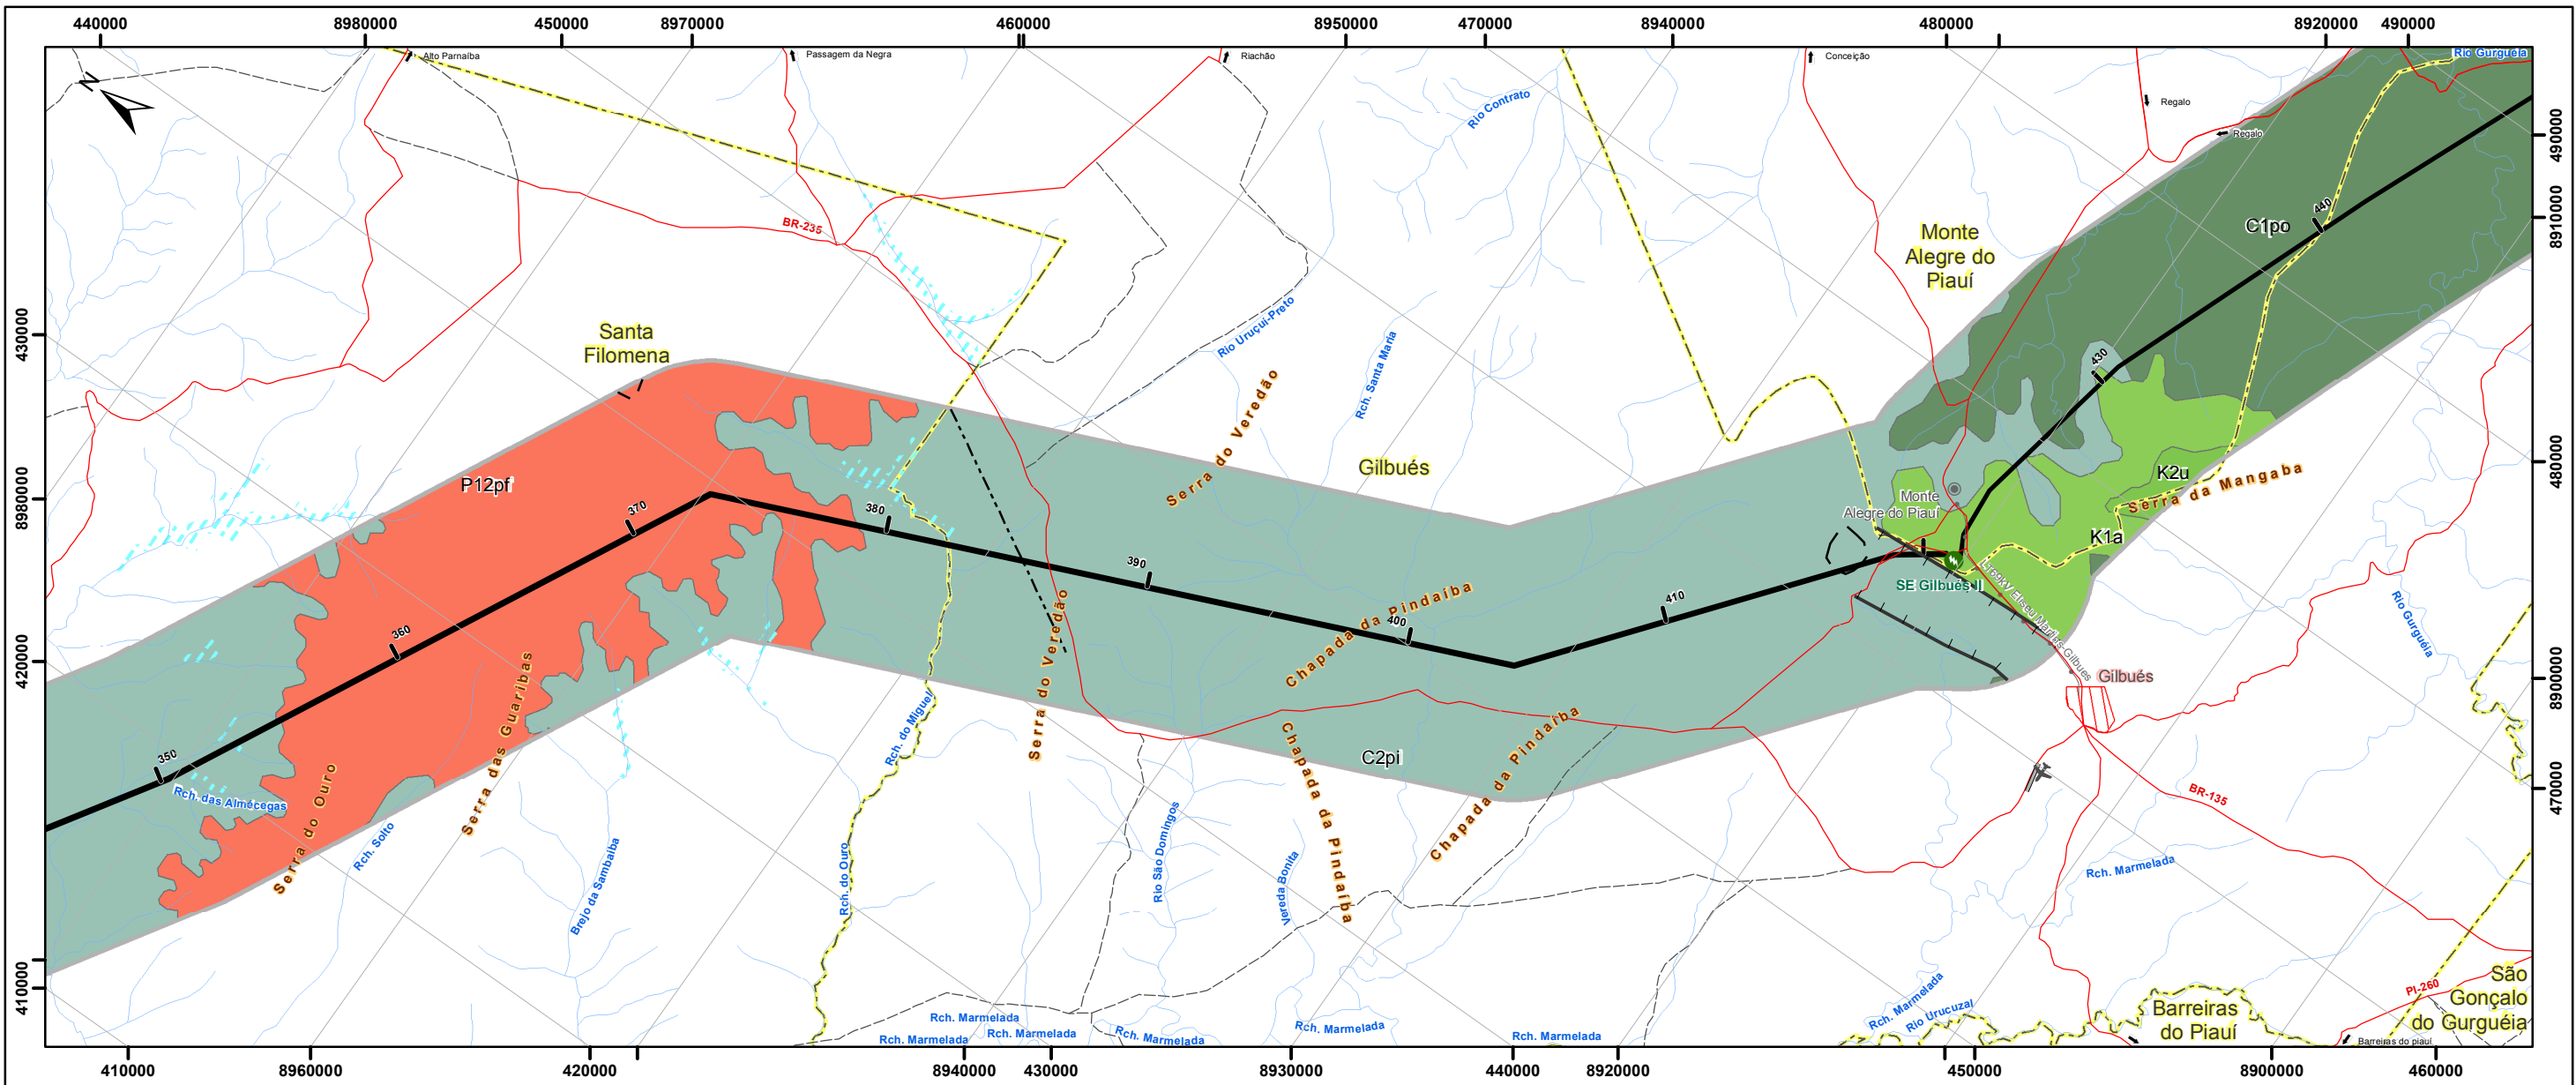 440000
8980000
450000
8970000
460000
8950000
470000
8940000
4800000
8920000
490000
Alto Parnaíba
Passagem da Negra
Riachão
Conceição
Rio Gurguéia
N
Rio Contrato
Regalo
Regalo
490000
BR-235
Monte
Alegre do
Piauí
C1po
440
8910000
430000
Santa
Filomena
Rio Uruçuí-Preto
Rch. Santa Maria
430
Serra do Veredão
Gilbués
480000
8980000
P12pf
370
380
K2u
Serra da Mangaba
Monte
Alegre do Piauí
K1a
390
SE Gilbués II
LT69kV Eliseu Martins-Gilbues
Rio Gurguéia
420000
360
Serra do Veredão
Chapada da Pindaíba
400
410
8900000
Gilbués
Serra das Guaribas
Rch. do Miguel
350
Rch. das Almécegas
Serra do Ouro
Chapada da Pindaíba
Chapada da Pindaíba
C2pi
470000
BR-135
Rch. Solto
Brejo da Sambaíba
Rch. do Ouro
Rio São Domingos
Vereda Bonita
Rch. Marmelada
410000
Rch. Marmelada
Rch. Marmelada
Rch. Marmelada
Rch. Marmelada
Rch. Marmelada
Rch. Marmelada
Rch. Marmelada
Rio Urucuzal
Barreiras
do Piauí
PI-260
São
Gonçalo
do Gurguéia
Barreiras do piauí
410000
8960000
420000
8940000
430000
8930000
440000
8920000
450000
8900000
460000